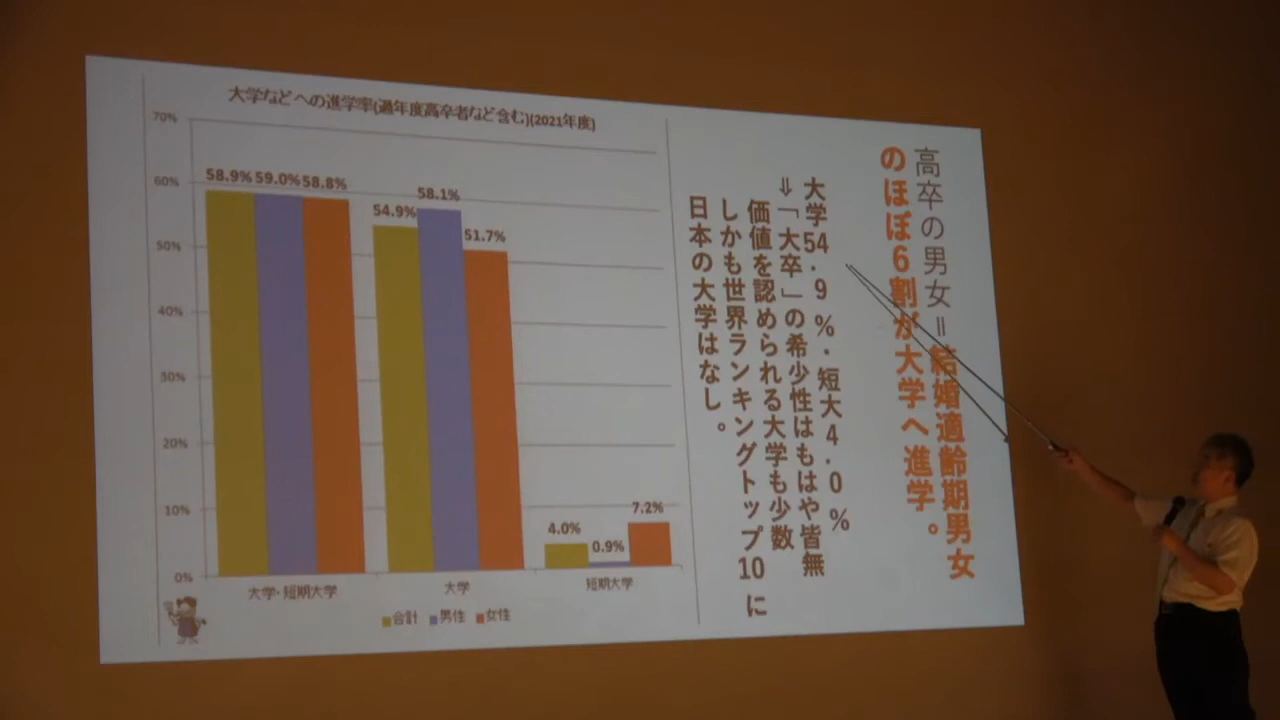 大学などへの進学率(過年度高卒者など含む)(2021年度)
70%
60%
50%
40%
30%
20%
10%
0%
58.9%
59.0%
58.8%
54.9%
58.1%
51.7%
4.0%
0.9%
7.2%
大学・短期大学
大学
短期大学
合計
男性
女性
高卒の男女＝結婚適齢期男女
のほぼ6割が大学へ進学。
大学54.9%・短大4.0%
⇓「大卒」の希少性はもはや皆無
価値を認められる大学も少数
しかも世界ランキングトップ10に
日本の大学はなし。